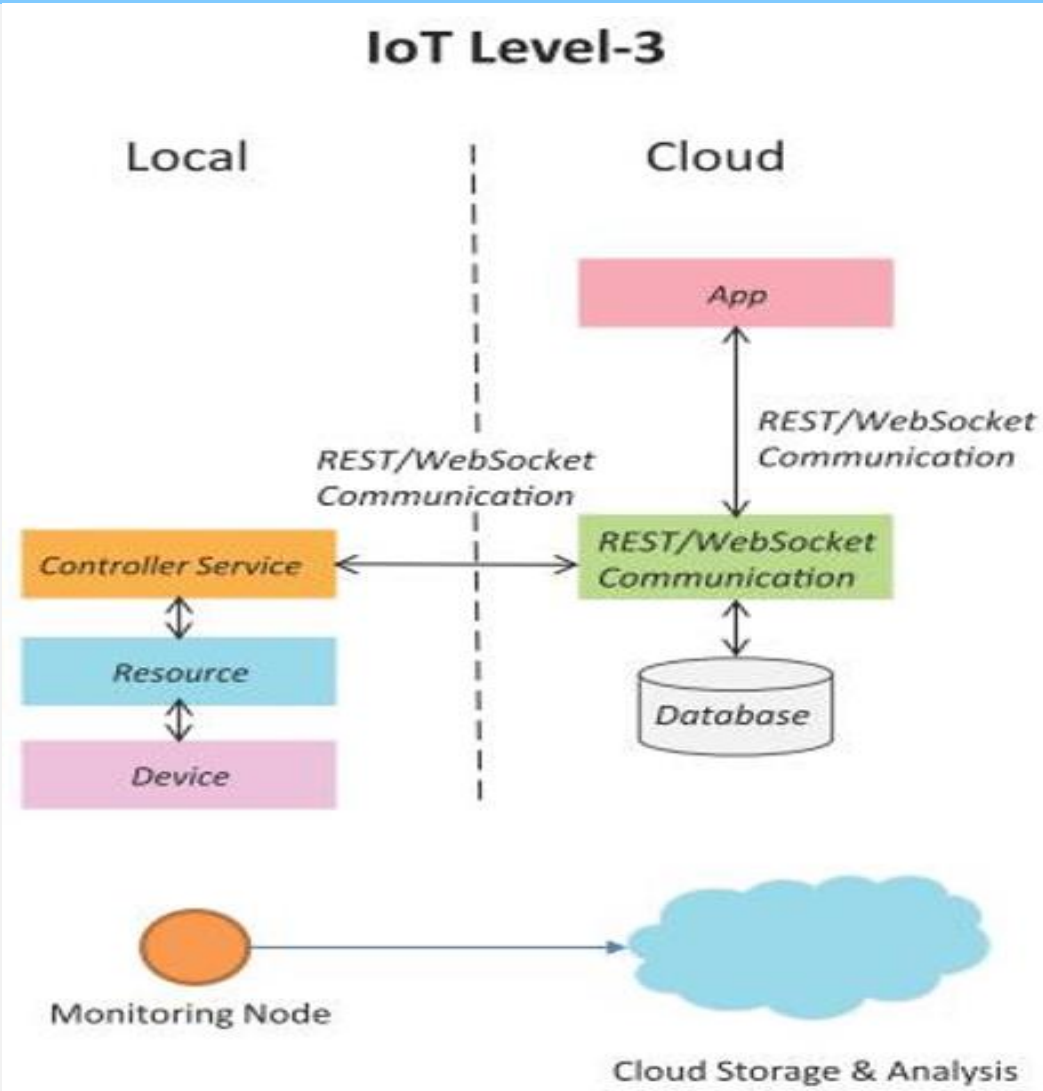 IoT Level-3
Local
Cloud
App
REST/WebSocket
Communication
REST/WebSocket
Communication
Controller Service
REST/WebSocket
Communication
Resource
Database
Device
Monitoring Node
Cloud Storage & Analysis